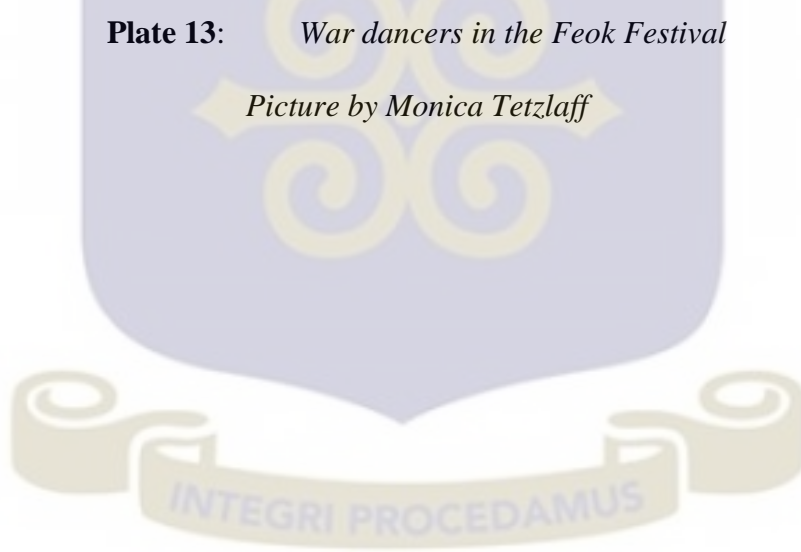 Plate 13: War dancers in the Feok Festival
Picture by Monica Tetzlaff
INTEGRI PROCEDAMUS